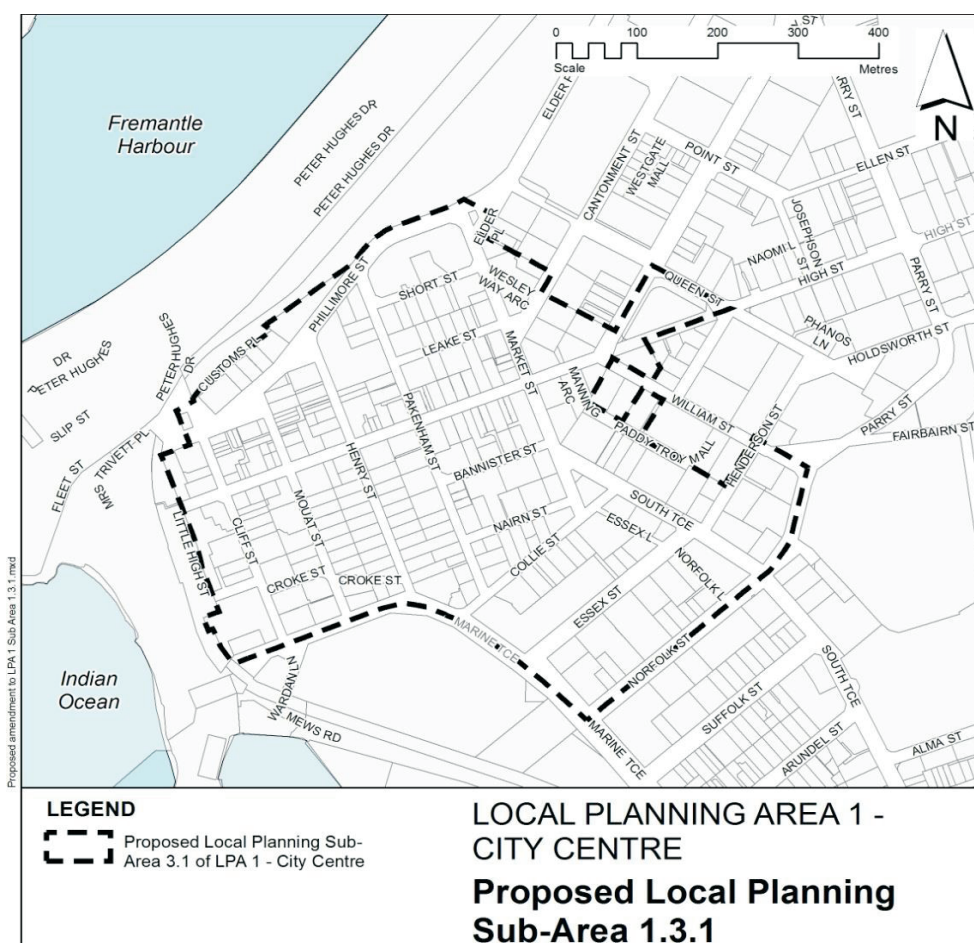 0 100 200 300 400
Scale
Metres
N
Fremantle
Harbour
PETER HUGHES DR
PETER HUGHES DR
ELDER P
CANTONMENT ST
WESTGATE
MALL
POINT ST
ARRY ST
ELLEN ST
JOSEPHSON
ST
NAOMI L
HIGH ST
HIGH ST
PARRY ST
ELDER
PL
SHORT ST
WESLEY
WAY ARC
QUEEN ST
PHANOS
LN
HOLDSWORTH ST
PHILLIMORE ST
LEAKE ST
MARKET ST
PETER HUGHES
DR
CUSTOMS PL
DR
PETER HUGHES
SLIP ST
MANNING
ARC
WILLIAM ST
PARRY ST
FAIRBAIRN ST
PAKENHAM ST
PADDY TROY MALL
HENDERSON ST
FLEET ST
MRS TRIVETT PL
HENRY ST
BANNISTER ST
SOUTH TCE
LITTLE HIGH ST
CLIFF ST
MOUAT ST
NAIRN ST
COLLIE ST
ESSEX L
NORFOLK L
CROKE ST
CROKE ST
ESSEX ST
MARINE TCE
NORFOLK ST
Indian
Ocean
WARDAN LN
MEWS RD
MARINE TCE
SUFFOLK ST
SOUTH TCE
ARUNDEL ST
ALMA ST
Proposed amendment to LPA 1 Sub Area 1.3.1.mxd
LEGEND
Proposed Local Planning Sub-
Area 3.1 of LPA 1 - City Centre
LOCAL PLANNING AREA 1 -
CITY CENTRE
Proposed Local Planning
Sub-Area 1.3.1